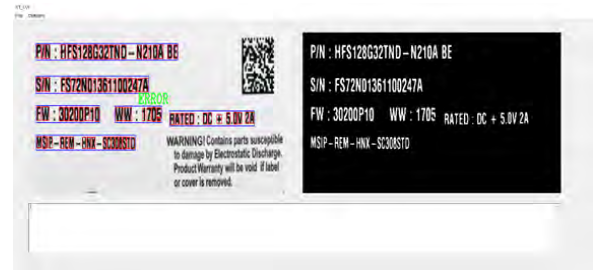 File
P/N : HFS128G32TND – N210A BE
S/N : FS72N01361100247A
ERROR
FW : 30200P10 WW : 1705 RATED : DC + 5.0V 2A
MSIP – REM – HNX – SC308STD
WARNING! Contains parts susceptible
to damage by Electrostatic Discharge.
Product Warranty will be void if label
or cover is removed.
P/N : HFS128G32TND – N210A BE
S/N : FS72N01361100247A
FW : 30200P10 WW : 1705 RATED : DC + 5.0V 2A
MSIP – REM – HNX – SC308STD